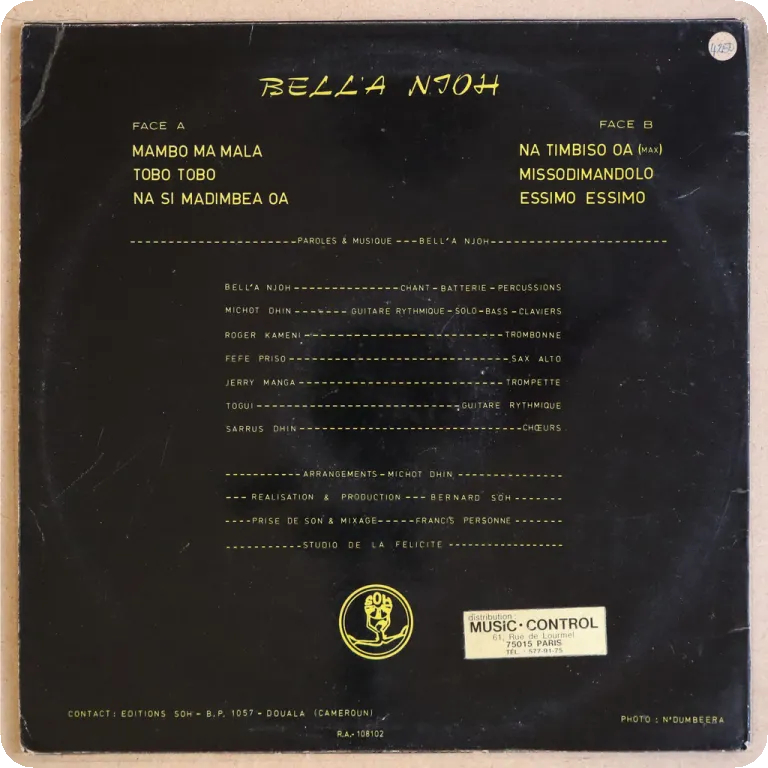 4252
BELL'A NJOH
FACE A
MAMBO MA MALA
TOBO TOBO
NA SI MADIMBEA OA
FACE B
NA TIMBISO OA (MAX)
MISSODIMANDOLO
ESSIMO ESSIMO
PAROLES & MUSIQUE --- BELL'A NJOH
BELL'A NJOH --- CHANT - BATTERIE - PERCUSSIONS
MICHOT DHIN --- GUITARE RYTHMIQUE - SOLO - BASS - CLAVIERS
ROGER KAMENI --- TROMBONNE
FEFE PRISO --- SAX ALTO
JERRY MANGA --- TROMPETTE
TOGUI --- GUITARE RYTHMIQUE
SARRUS DHIN --- CHŒURS
ARRANGEMENTS - MICHOT DHIN
REALISATION & PRODUCTION --- BERNARD SOH
PRISE DE SON & MIXAGE --- FRANCIS PERSONNE
STUDIO DE LA FELICITE
SOH
distribution:
MUSIC • CONTROL
61, Rue de Lourmel
75015 PARIS
TÉL. 577-91-75
CONTACT : EDITIONS SOH - B.P. 1057 - DOUALA (CAMEROUN)
PHOTO : N'DUMBEERA
R.A.- 108102